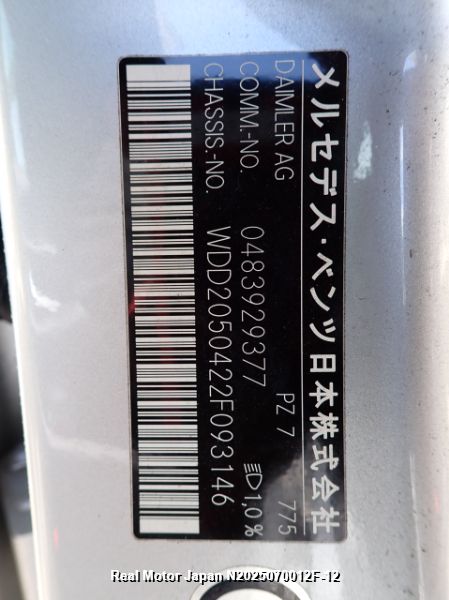 メルセデス・ベンツ日本株式会社
DAIMLER AG 775
COMM.-NO. 0483929377 PZ 7 1,0%
CHASSIS.-NO. WDD2050422F093146
Real Motor Japan N2025070012F-12